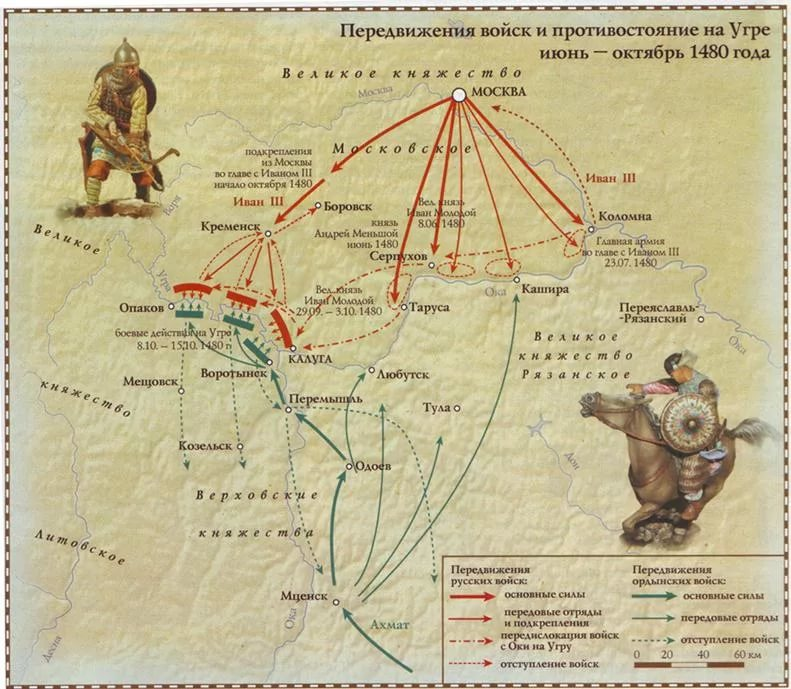 Передвижения войск и противостояние на Угре
июнь — октябрь 1480 года
Великое княжество
Москва
МОСКВА
Московское
подкрепления
из Москвы
во главе с Иваном III
начало октября 1480
Иван III
Иван III
Боровск
Вел. князь
Иван Молодой
8.06.1480
Кременск
князь
Андрей Меньшой
июнь 1480
Коломна
Главная армия
во главе с Иваном III
23.07. 1480
Великое
Воря
Угра
Серпухов
Ока
Кашира
Вел. князь
Иван Молодой
29.09. — 3.10. 1480
Таруса
Опаков
Переяславль-
-Рязанский
Ока
боевые действия на Угре
8.10. — 15.10. 1480 г.
КАЛУГА
Великое
княжество
Рязанское
Воротынск
Любутск
Мещовск
княжество
Перемышль
Тула
Козельск
Одоев
Дон
Верховские
княжества
Литовское
Мценск
Ахмат
Ока
Десна
Передвижения
русских войск:
основные силы
передовые отряды
и подкрепления
передислокация войск
с Оки на Угру
отступление войск
Передвижения
ордынских войск:
основные силы
передовые отряды
отступление войск
0 20 40 60 км